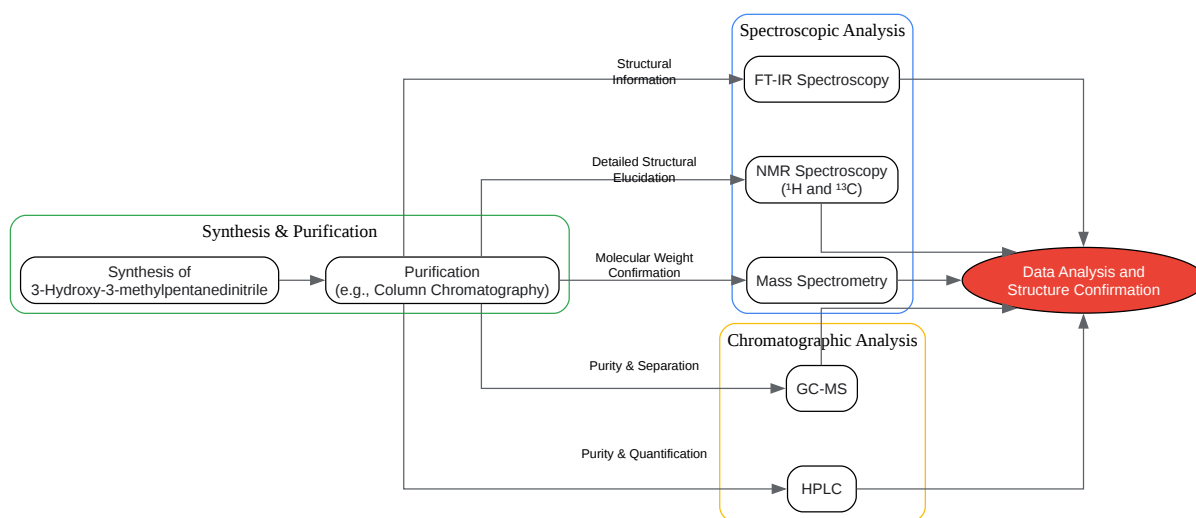 Spectroscopic Analysis
Structural
Information
FT-IR Spectroscopy
Detailed Structural
Elucidation
NMR Spectroscopy
(¹H and ¹³C)
Synthesis & Purification
Synthesis of
3-Hydroxy-3-methylpentanedinitrile
Purification
(e.g., Column Chromatography)
Molecular Weight
Confirmation
Mass Spectrometry
Data Analysis and
Structure Confirmation
Chromatographic Analysis
Purity & Separation
GC-MS
Purity & Quantification
HPLC